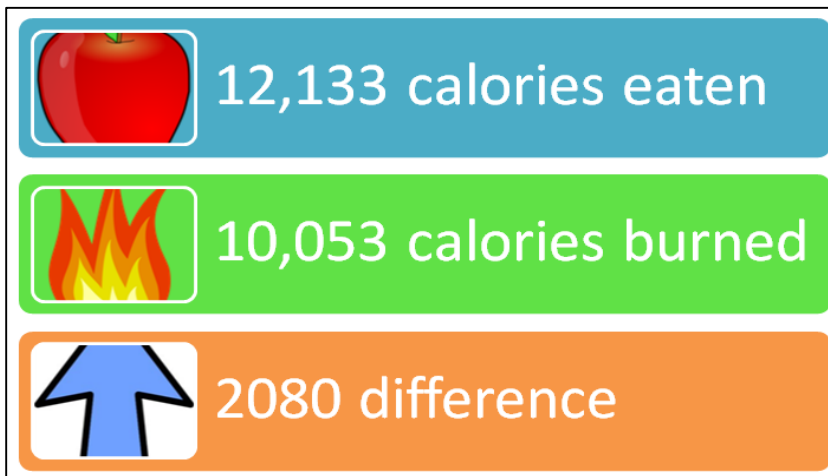 12,133 calories eaten
10,053 calories burned
2080 difference